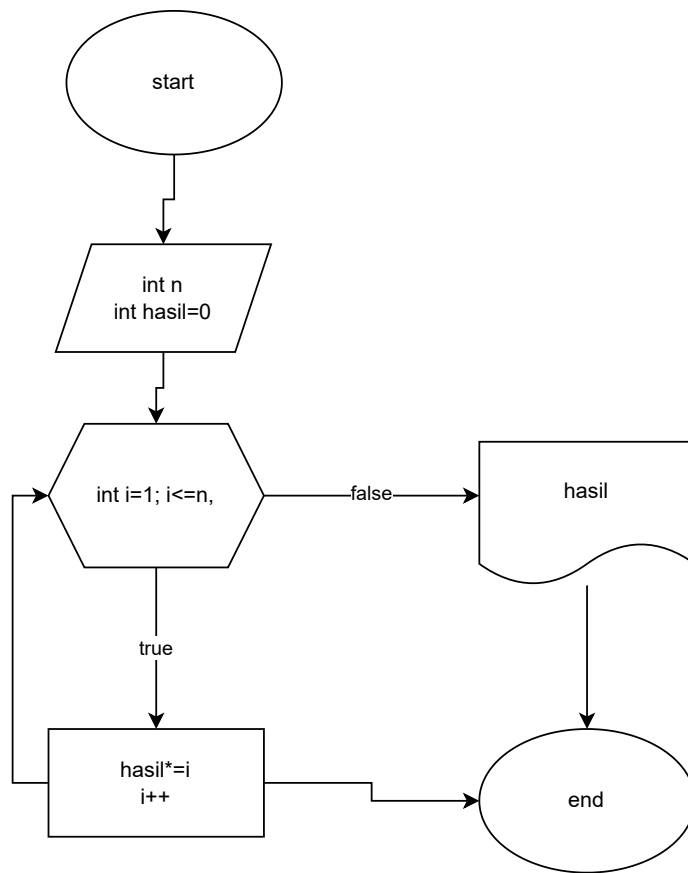 start
int n
int hasil=0
int i=1; i<=n,
false
hasil
true
hasil*=i
i++
end